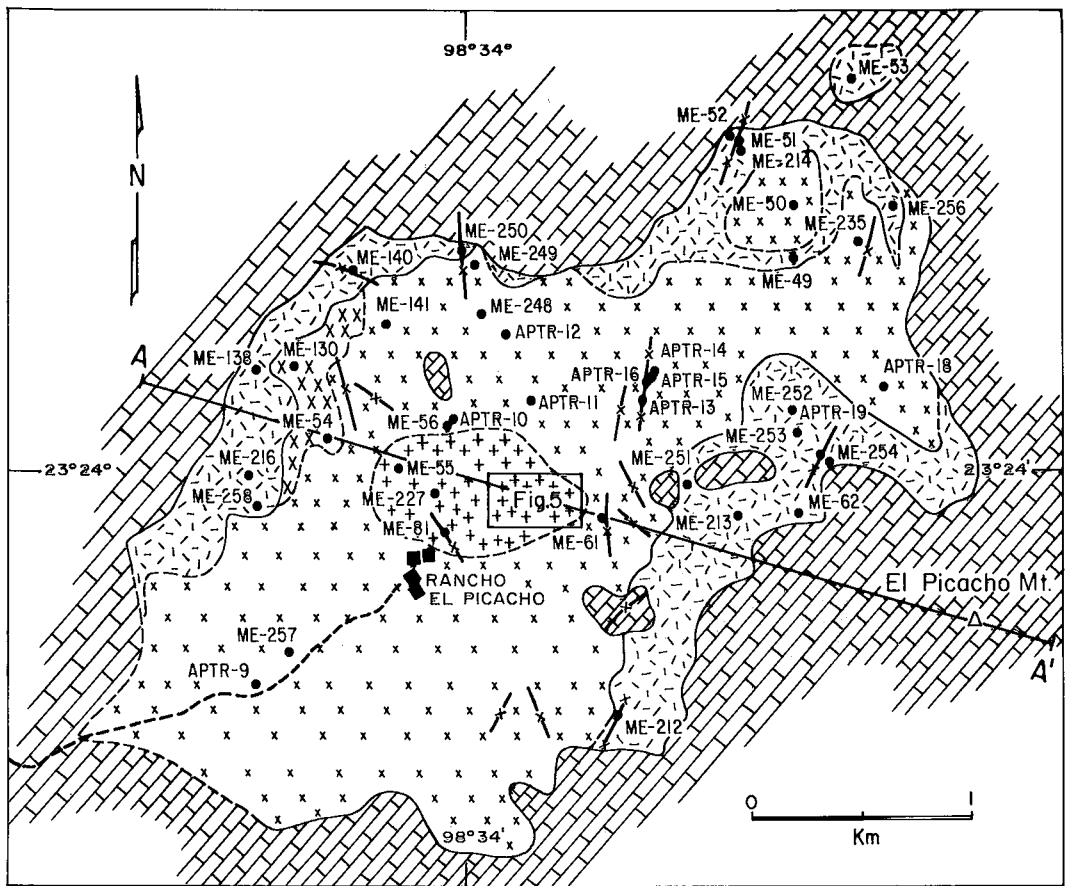 98°34°
ME-53
ME-52
ME-51
ME-214
N
ME-50
ME-256
ME-235
ME-250
ME-249
ME-140
ME-49
ME-248
ME-141
APTR-12
A
ME-138
ME-130
APTR-14
APTR-16
APTR-15
APTR-18
APTR-11
APTR-13
ME-252
ME-54
ME-56
APTR-10
APTR-19
ME-253
23°24'
ME-216
ME-55
ME-251
ME-254
23°24'
ME-258
ME-227
Fig.5
ME-81
ME-61
ME-213
ME-62
RANCHO
EL PICACHO
El Picacho Mt.
ME-257
APTR-9
A'
ME-212
0
1
Km
98°34'